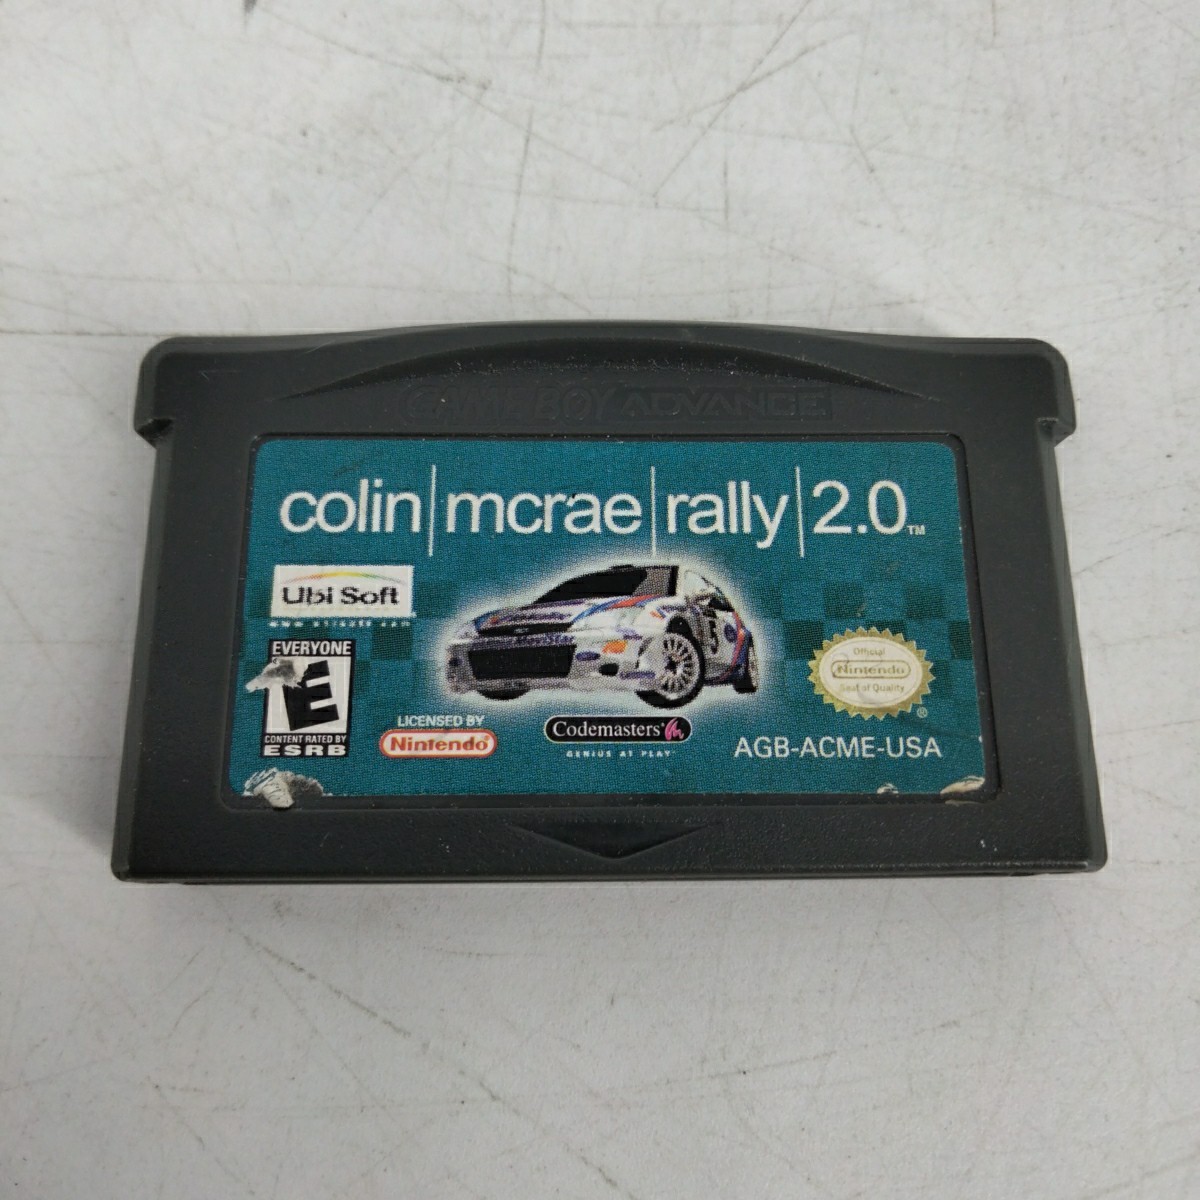 GAME BOY ADVANCE
colin|mcrae|rally|2.0™
Ubi Soft
EVERYONE
E
CONTENT RATED BY
ESRB
LICENSED BY
Nintendo
Codemasters
GENIUS AT PLAY
Official
Nintendo
Seal of Quality
®
AGB-ACME-USA